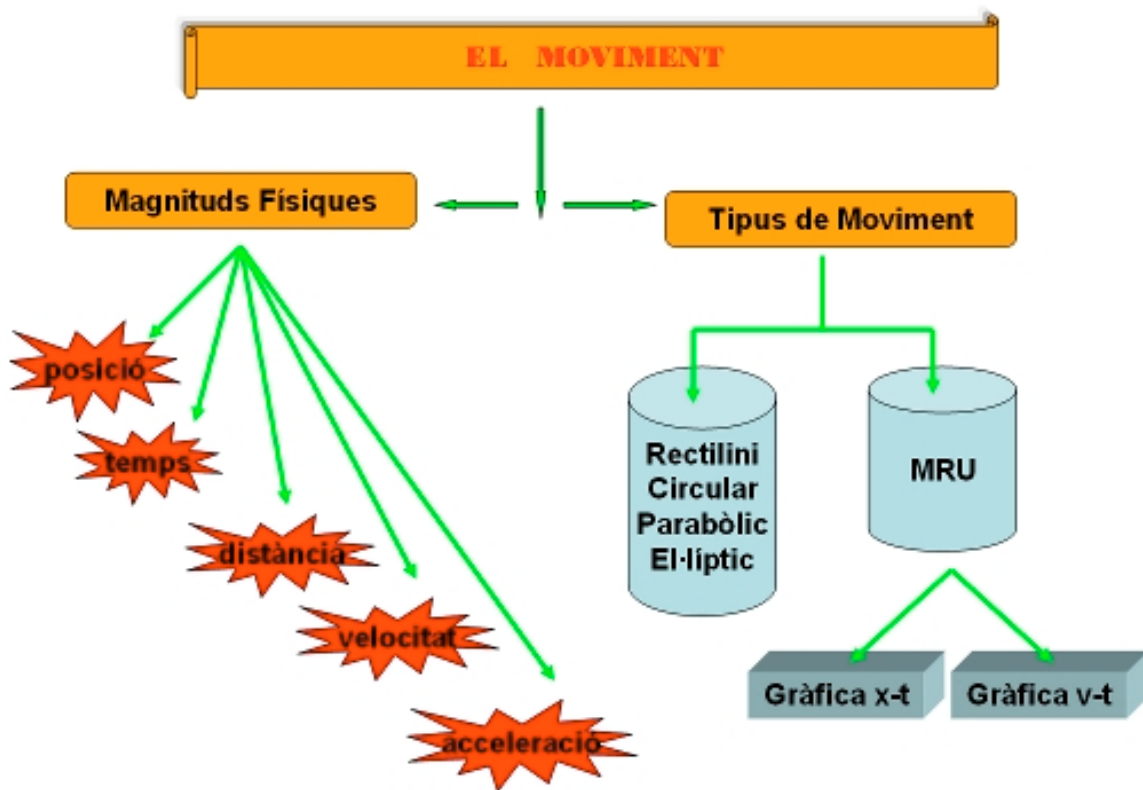 EL MOVIMENT
Magnituds Físiques
Tipus de Moviment
posició
temps
distància
velocitat
acceleració
Rectilini
Circular
Parabòlic
El·líptic
MRU
Gràfica x-t
Gràfica v-t